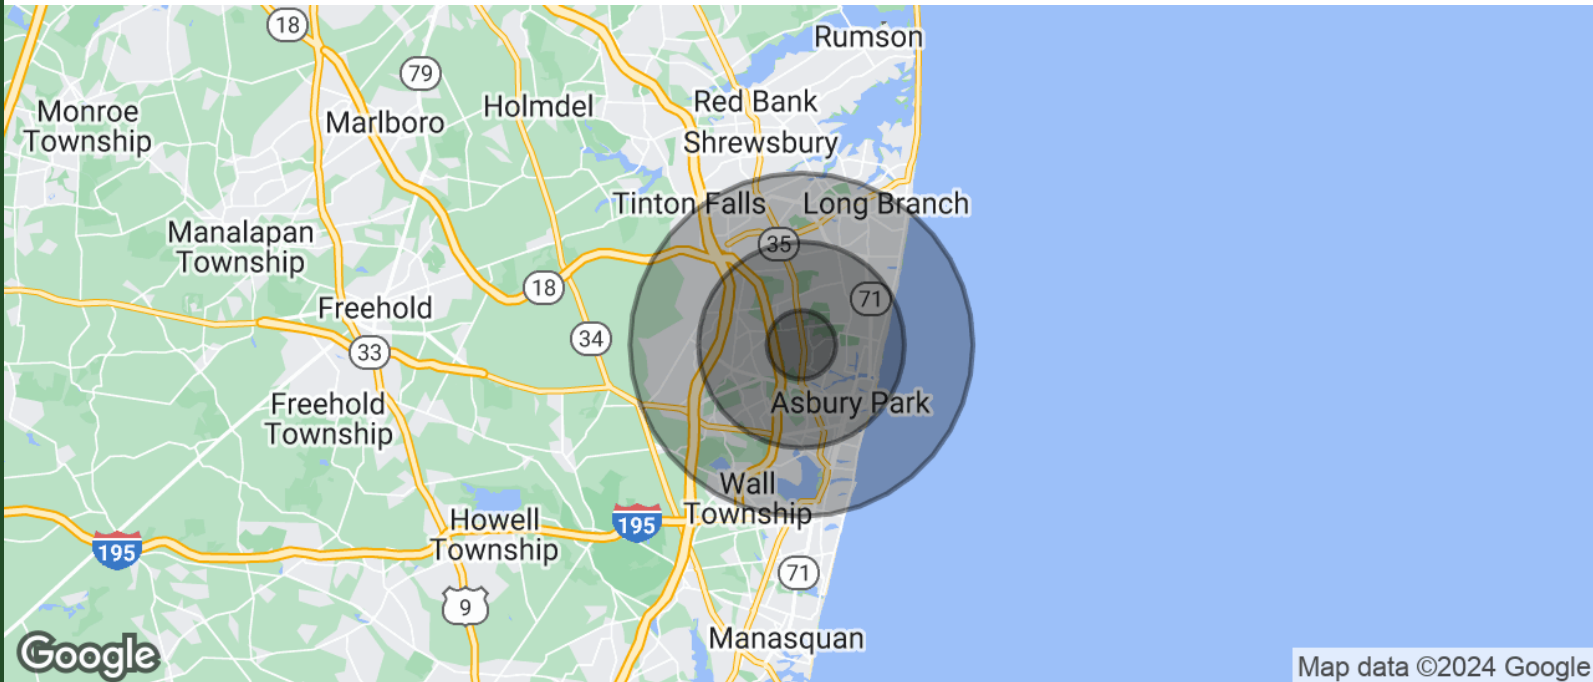 18
Rumson
79
Red Bank
Monroe
Township
Holmdel
Marlboro
Shrewsbury
Tinton Falls
Long Branch
Manalapan
Township
35
18
71
Freehold
34
33
Freehold
Township
Asbury Park
Wall
Township
Howell
Township
195
195
71
9
Manasquan
Google
Map data ©2024 Google